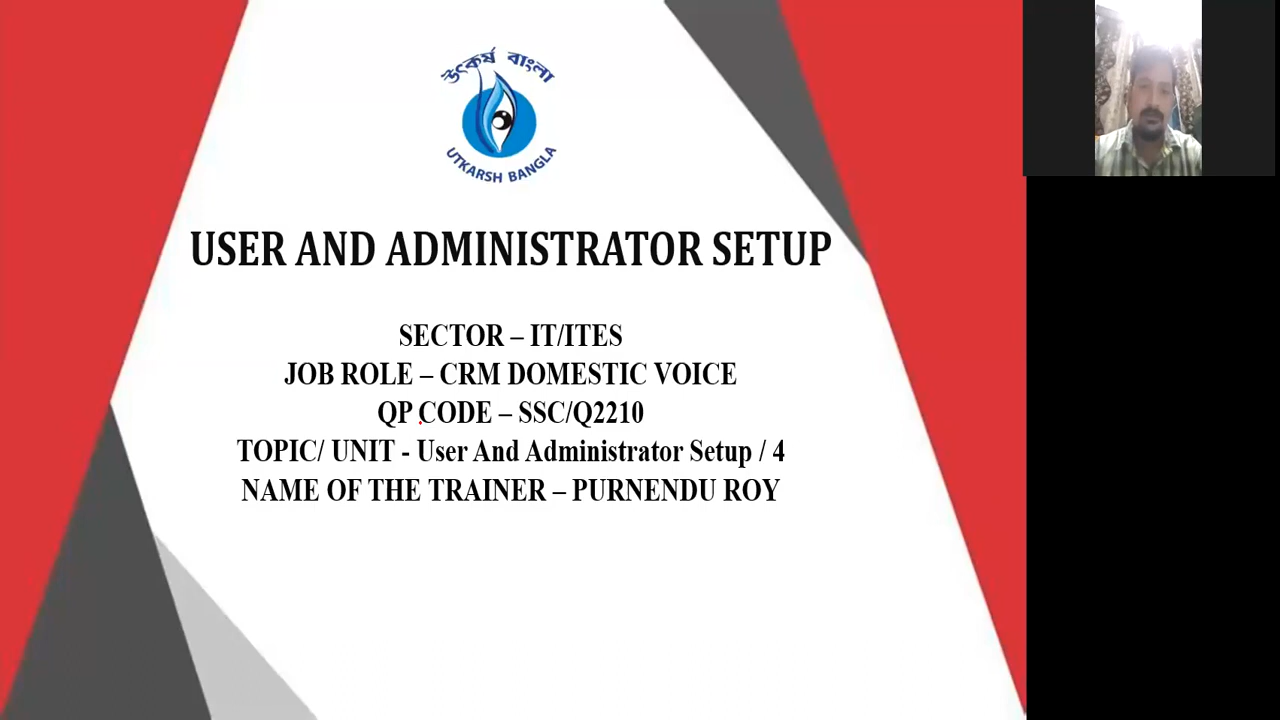 উৎকর্ষ বাংলা
UTKARSH BANGLA
USER AND ADMINISTRATOR SETUP
SECTOR – IT/ITES
JOB ROLE – CRM DOMESTIC VOICE
QP CODE – SSC/Q2210
TOPIC/ UNIT - User And Administrator Setup / 4
NAME OF THE TRAINER – PURNENDU ROY